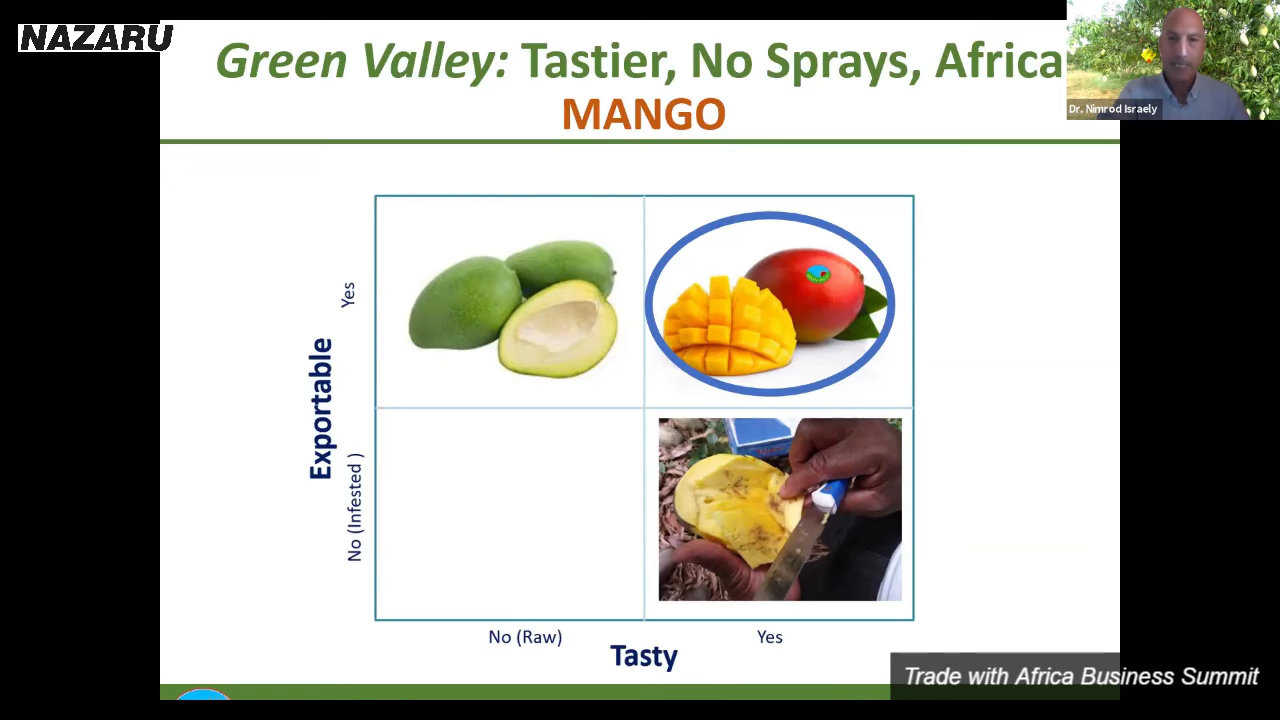 NAZARU
Green Valley: Tastier, No Sprays, Africa
MANGO
Dr. Nimrod Israely
Exportable
Yes
No (Infested )
No (Raw)
Yes
Tasty
Trade with Africa Business Summit